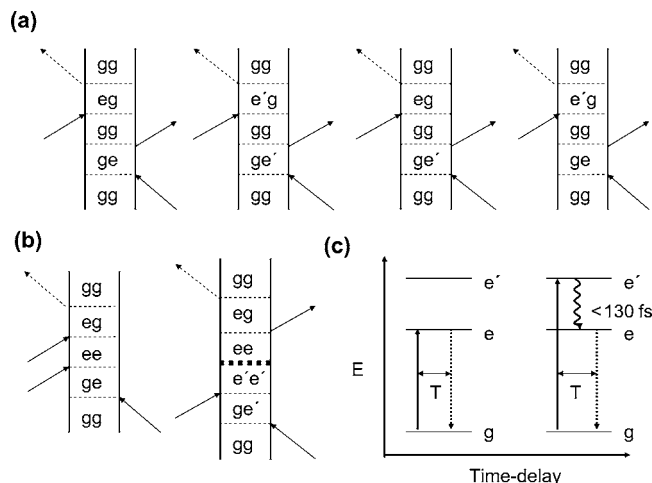 (a)
gg gg gg gg
eg e´g eg e´g
gg gg gg gg
ge ge´ ge´ ge
gg gg gg gg
(b)
gg
eg
ee
ge
gg
gg
eg
ee
e´e´
ge´
gg
(c)
E
e´
e
T
g
e´
<130 fs
e
T
g
Time-delay